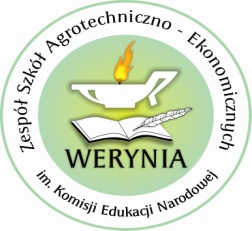 Zespół Szkół Agrotechniczno - Ekonomicznych
WERYNIA
im. Komisji Edukacji Narodowej